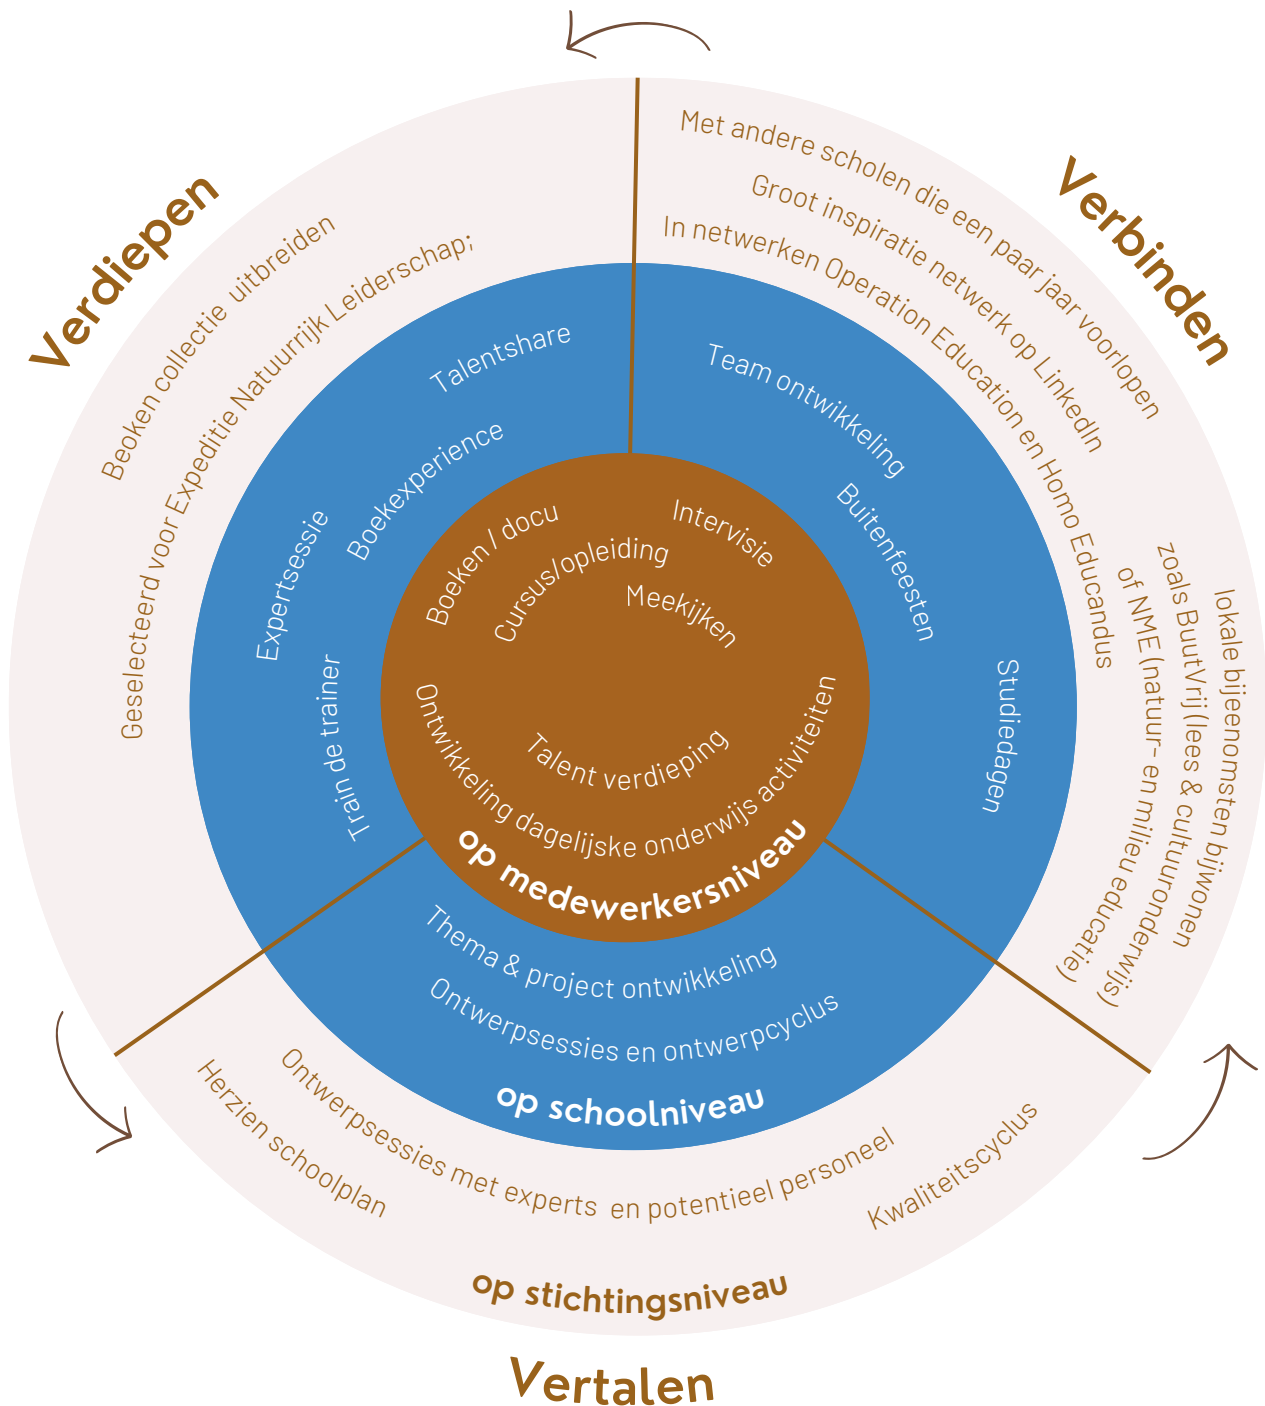 Verdiepen
Beoken collectie uitbreiden
Geselecteerd voor Expeditie Natuurrijk Leiderschap;
Talentshare
Boekexperience
Expertsessie
Train de trainer
Boeken / docu
Cursus/opleiding
Verbinden
Met andere scholen die een paar jaar voorlopen
Groot inspiratie netwerk op LinkedIn
In netwerken Operation Education en Homo Educandus
lokale bijeenomsten bijwonen
zoals BuutVrij (lees & cultuuronderwijs)
of NME (natuur- en milieu educatie)
Team ontwikkeling
Buitenfeesten
Studiedagen
Intervisie
Meekijken
Talent verdieping
Ontwikkeling dagelijske onderwijs activiteiten
op medewerkersniveau
Thema & project ontwikkeling
Ontwerpsessies en ontwerpcyclus
op schoolniveau
Ontwerpsessies met experts en potentieel personeel
Herzien schoolplan
Kwaliteitscyclus
op stichtingsniveau
Vertalen